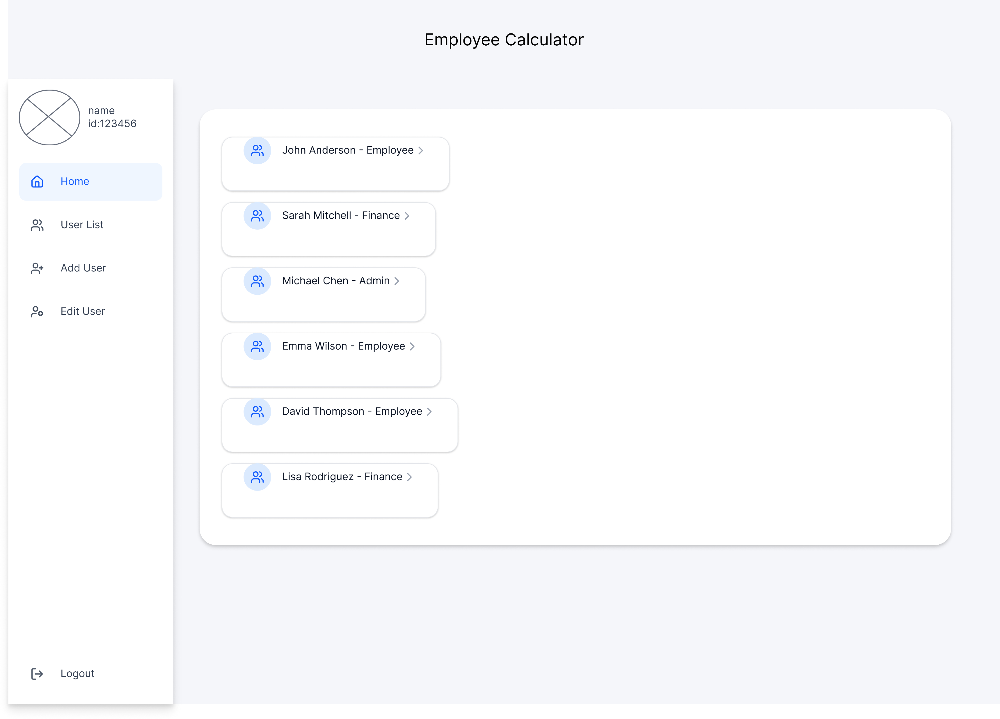 Employee Calculator
name
id:123456
Home
User List
Add User
Edit User
Logout
John Anderson - Employee
Sarah Mitchell - Finance
Michael Chen - Admin
Emma Wilson - Employee
David Thompson - Employee
Lisa Rodriguez - Finance